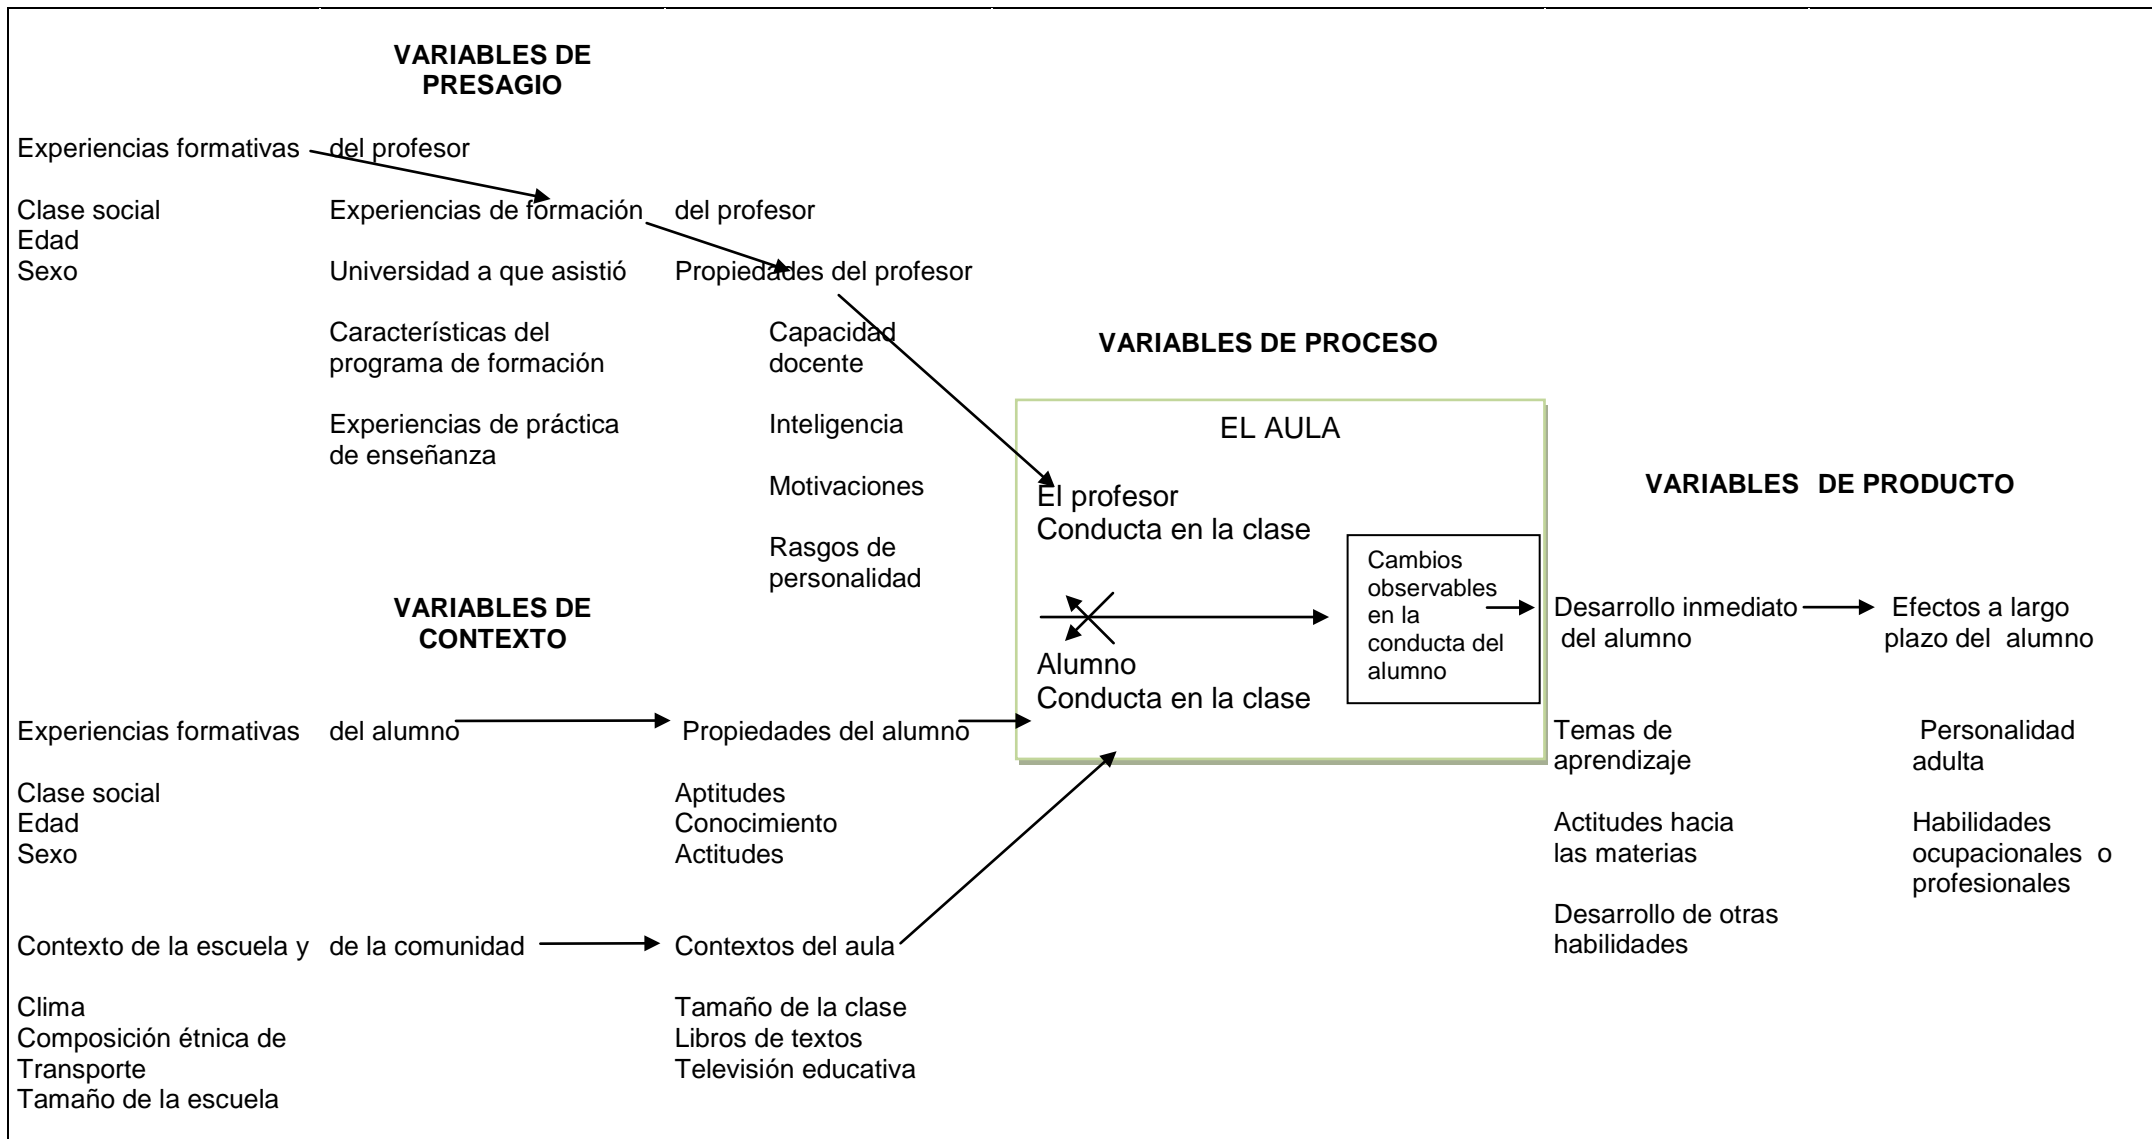 VARIABLES DE
PRESAGIO
Experiencias formativas del profesor
Clase social
Edad
Sexo
Experiencias de formación del profesor
Universidad a que asistió
Características del
programa de formación
Experiencias de práctica
de enseñanza
Propiedades del profesor
Capacidad
docente
Inteligencia
Motivaciones
Rasgos de
personalidad
VARIABLES DE PROCESO
EL AULA
El profesor
Conducta en la clase
Alumno
Conducta en la clase
Cambios
observables
en la
conducta del
alumno
VARIABLES DE PRODUCTO
Desarrollo inmediato
del alumno
Temas de
aprendizaje
Actitudes hacia
las materias
Desarrollo de otras
habilidades
Efectos a largo
plazo del alumno
Personalidad
adulta
Habilidades
ocupacionales o
profesionales
VARIABLES DE
CONTEXTO
Experiencias formativas del alumno
Clase social
Edad
Sexo
Propiedades del alumno
Aptitudes
Conocimiento
Actitudes
Contexto de la escuela y de la comunidad
Clima
Composición étnica de
Transporte
Tamaño de la escuela
Contextos del aula
Tamaño de la clase
Libros de textos
Televisión educativa